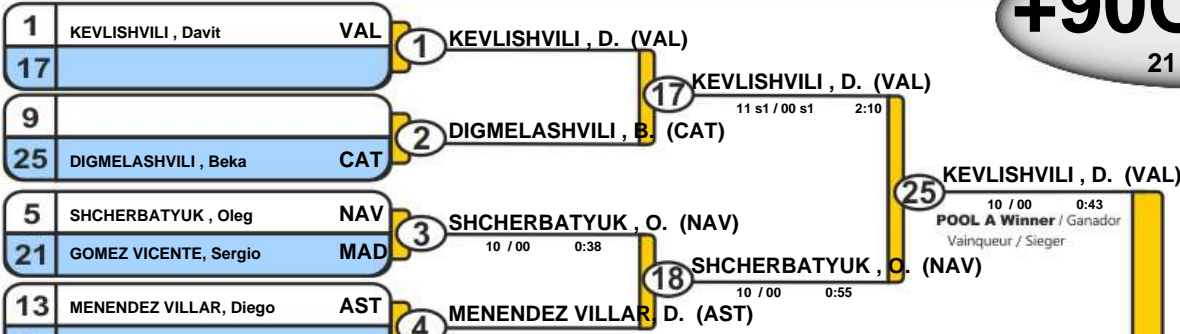 +90
21
1 KEVLISHVILI , Davit VAL
17
1 KEVLISHVILI , D. (VAL)
9
25 DIGMELASHVILI , Beka CAT
2 DIGMELASHVILI , B. (CAT)
17 KEVLISHVILI , D. (VAL)
11 s1 / 00 s1 2:10
5 SHCHERBATYUK , Oleg NAV
21 GOMEZ VICENTE, Sergio MAD
3 SHCHERBATYUK , O. (NAV)
10 / 00 0:38
13 MENENDEZ VILLAR, Diego AST
4 MENENDEZ VILLAR, D. (AST)
18 SHCHERBATYUK , O. (NAV)
10 / 00 0:55
25 KEVLISHVILI , D. (VAL)
10 / 00 0:43
POOL A Winner / Ganador
Vainqueur / Sieger